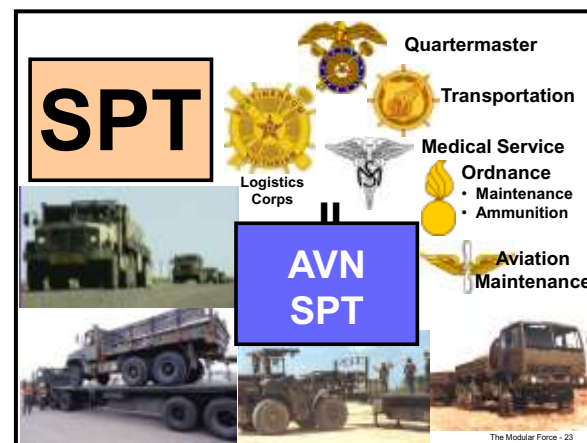 Quartermaster
SPT
Transportation
Medical Service
Logistics
Corps
Ordnance
• Maintenance
• Ammunition
AVN
SPT
Aviation
Maintenance
The Modular Force - 23